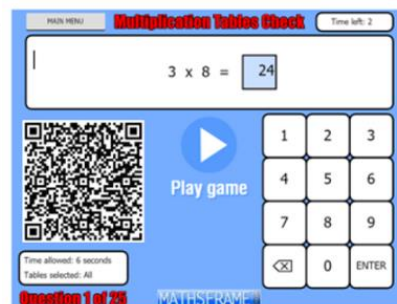 MAIN MENU
Multiplication Tables Check
Time left: 2
3 x 8 = 24
1 2 3
Play game
4 5 6
7 8 9
Time allowed: 6 seconds
Tables selected: All
0 ENTER
Question 1 of 25
MATHSFRAME